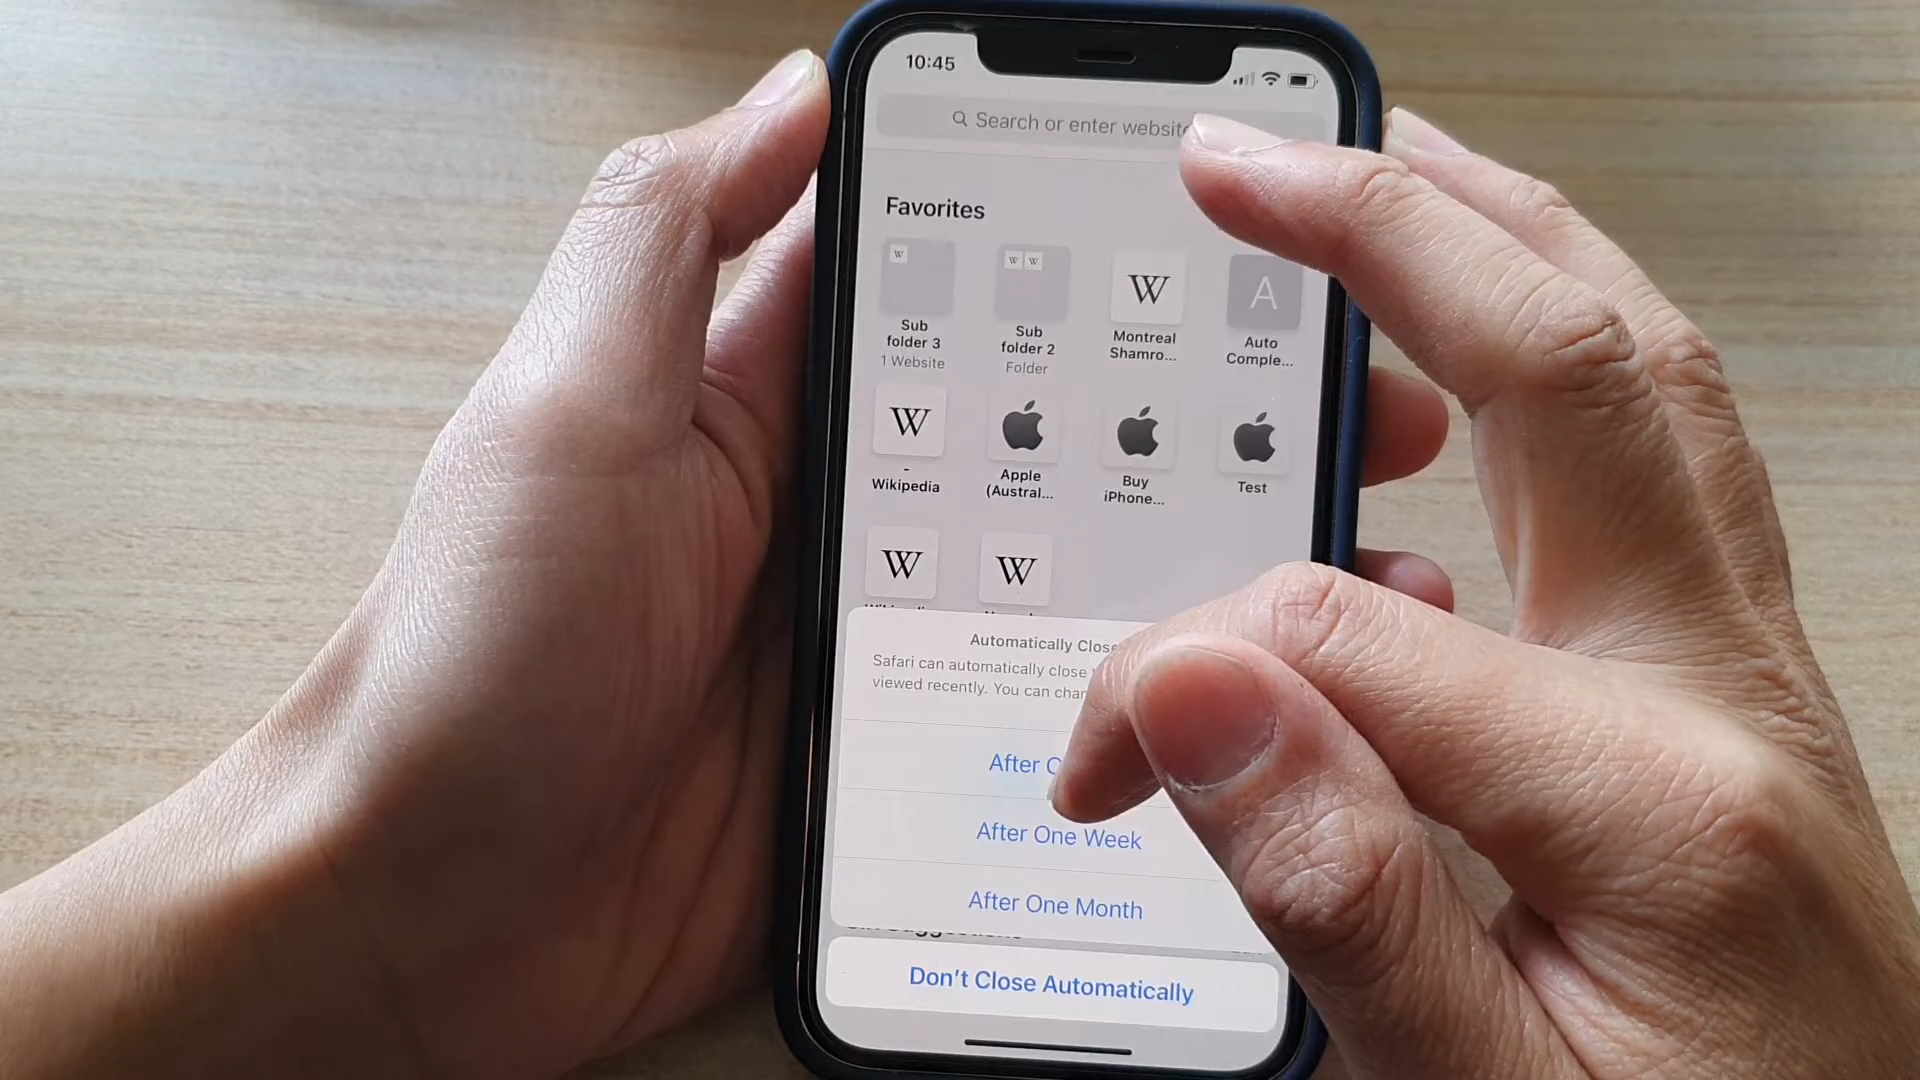 10:45
Search or enter website
Favorites
W
W W
W
A
Sub
folder 3
1 Website
Sub
folder 2
Folder
Montreal
Shamro...
Auto
Comple...
W
-
Wikipedia
Apple
(Austral...
Buy
iPhone...
Test
W
W
Automatically Close
Safari can automatically close
viewed recently. You can
After
After One Week
After One Month
Don't Close Automatically